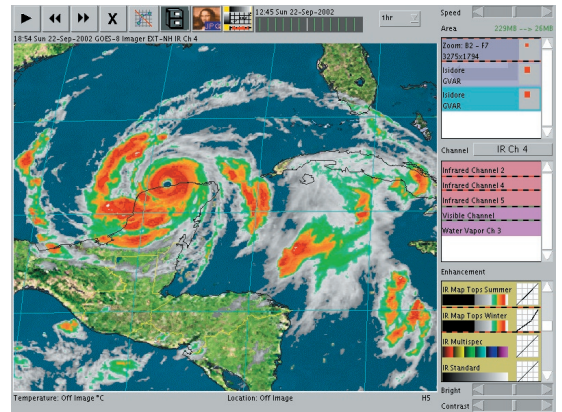 X
JPG
12:45 Sun 22-Sep-2002
1hr
Speed
18:54 Sun 22-Sep-2002 GOES-8 Imager EXT-NH IR Ch 4
Area 229MB --> 26MB
Zoom: B2 - F7
3275x1794
Isidore
GVAR
Isidore
GVAR
Channel IR Ch 4
Infrared Channel 2
Infrared Channel 4
Infrared Channel 5
Visible Channel
Water Vapor Ch 3
Enhancement
IR Map Tops Summer
IR Map Tops Winter
IR Multispec
IR Standard
Bright
Contrast
Temperature: Off Image °C Location: Off Image H5